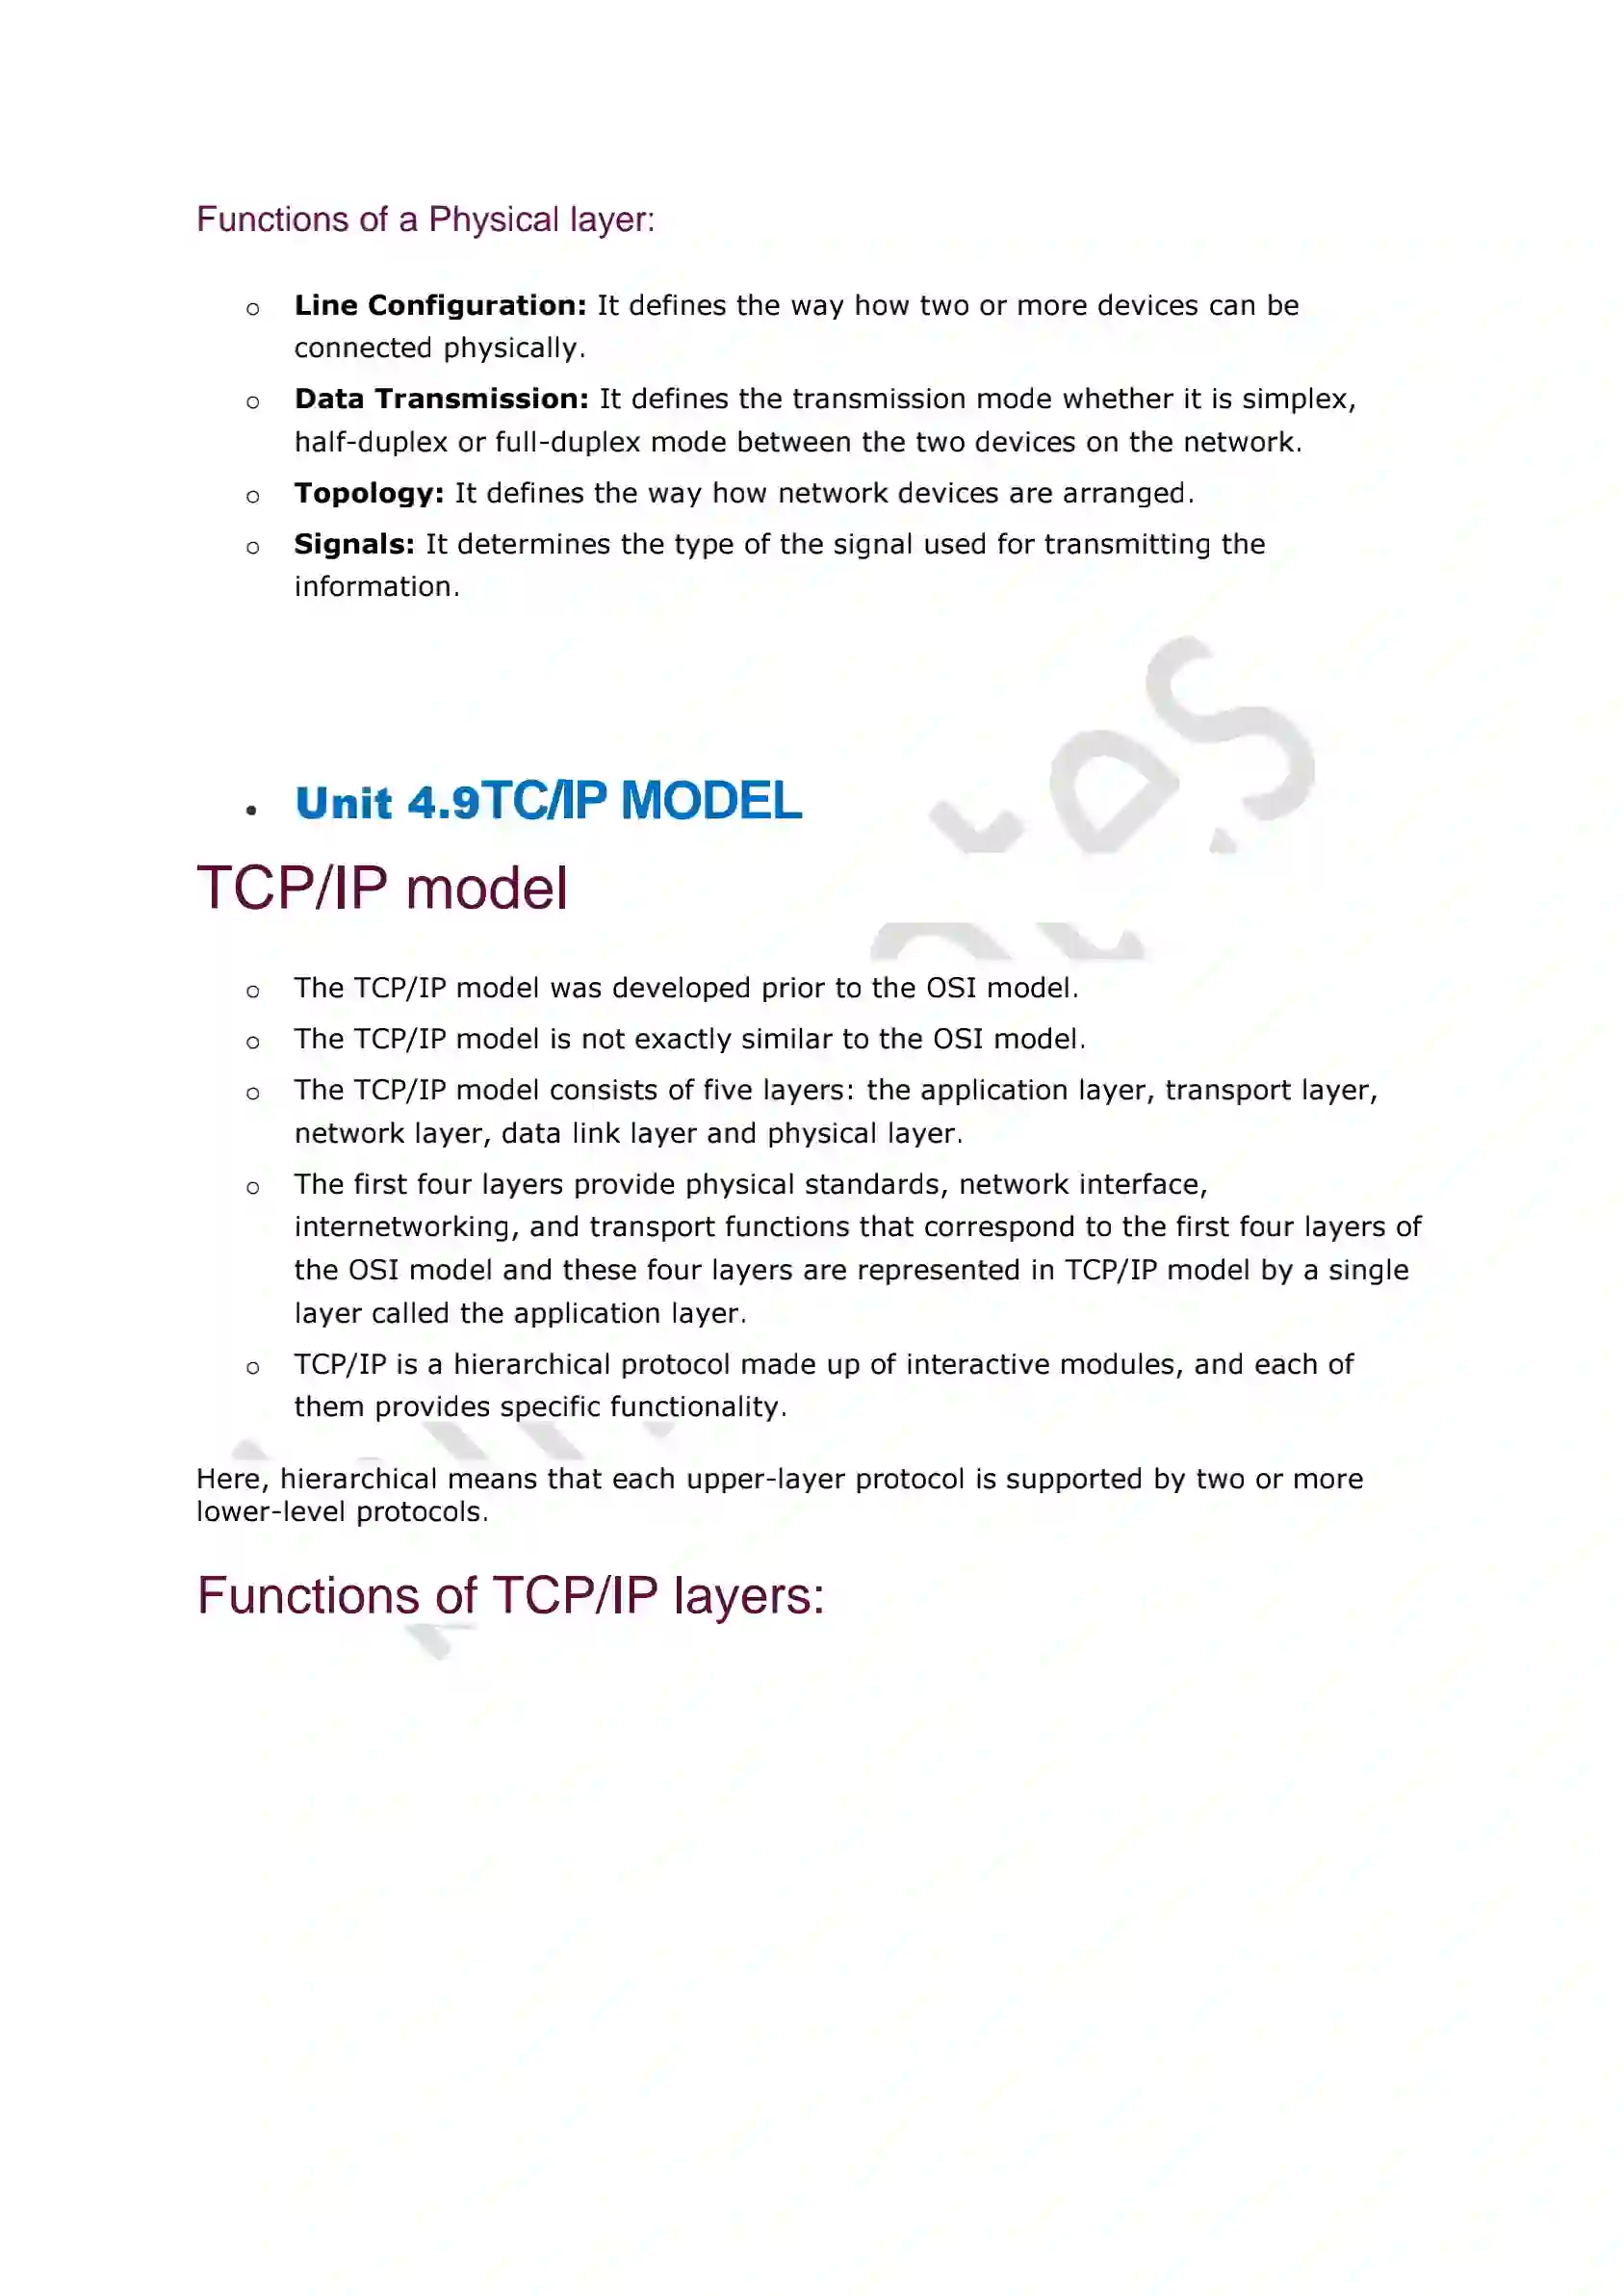 Functions of a Physical layer:
o Line Configuration: It defines the way how two or more devices can be
connected physically.
o Data Transmission: It defines the transmission mode whether it is simplex,
half-duplex or full-duplex mode between the two devices on the network.
o Topology: It defines the way how network devices are arranged.
o Signals: It determines the type of the signal used for transmitting the
information.
• Unit 4.9TC/IP MODEL
TCP/IP model
o The TCP/IP model was developed prior to the OSI model.
o The TCP/IP model is not exactly similar to the OSI model.
o The TCP/IP model consists of five layers: the application layer, transport layer,
network layer, data link layer and physical layer.
o The first four layers provide physical standards, network interface,
internetworking, and transport functions that correspond to the first four layers of
the OSI model and these four layers are represented in TCP/IP model by a single
layer called the application layer.
o TCP/IP is a hierarchical protocol made up of interactive modules, and each of
them provides specific functionality.
Here, hierarchical means that each upper-layer protocol is supported by two or more
lower-level protocols.
Functions of TCP/IP layers: